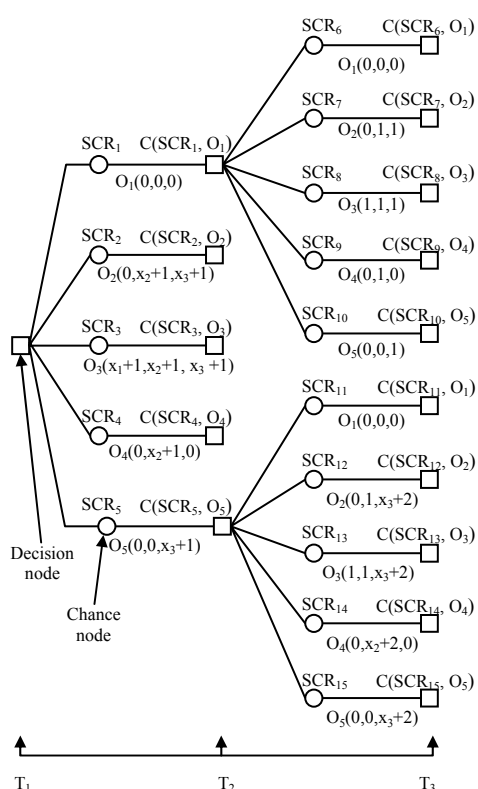 SCR₆ C(SCR₆, O₁)
O₁(0,0,0)
SCR₇ C(SCR₇, O₂)
O₂(0,1,1)
SCR₁ C(SCR₁, O₁)
O₁(0,0,0)
SCR₈ C(SCR₈, O₃)
O₃(1,1,1)
SCR₂ C(SCR₂, O₂)
O₂(0,x₂+1,x₃+1)
SCR₉ C(SCR₉, O₄)
O₄(0,1,0)
SCR₃ C(SCR₃, O₃)
O₃(x₁+1,x₂+1, x₃ +1)
SCR₁₀ C(SCR₁₀, O₅)
O₅(0,0,1)
SCR₄ C(SCR₄, O₄)
O₄(0,x₂+1,0)
SCR₁₁ C(SCR₁₁, O₁)
O₁(0,0,0)
SCR₅ C(SCR₅, O₅)
O₅(0,0,x₃+1)
SCR₁₂ C(SCR₁₂, O₂)
O₂(0,1,x₃+2)
SCR₁₃ C(SCR₁₃, O₃)
O₃(1,1,x₃+2)
Decision
node
Chance
node
SCR₁₄ C(SCR₁₄, O₄)
O₄(0,x₂+2,0)
SCR₁₅ C(SCR₁₅, O₅)
O₅(0,0,x₃+2)
T₁ T₂ T₃